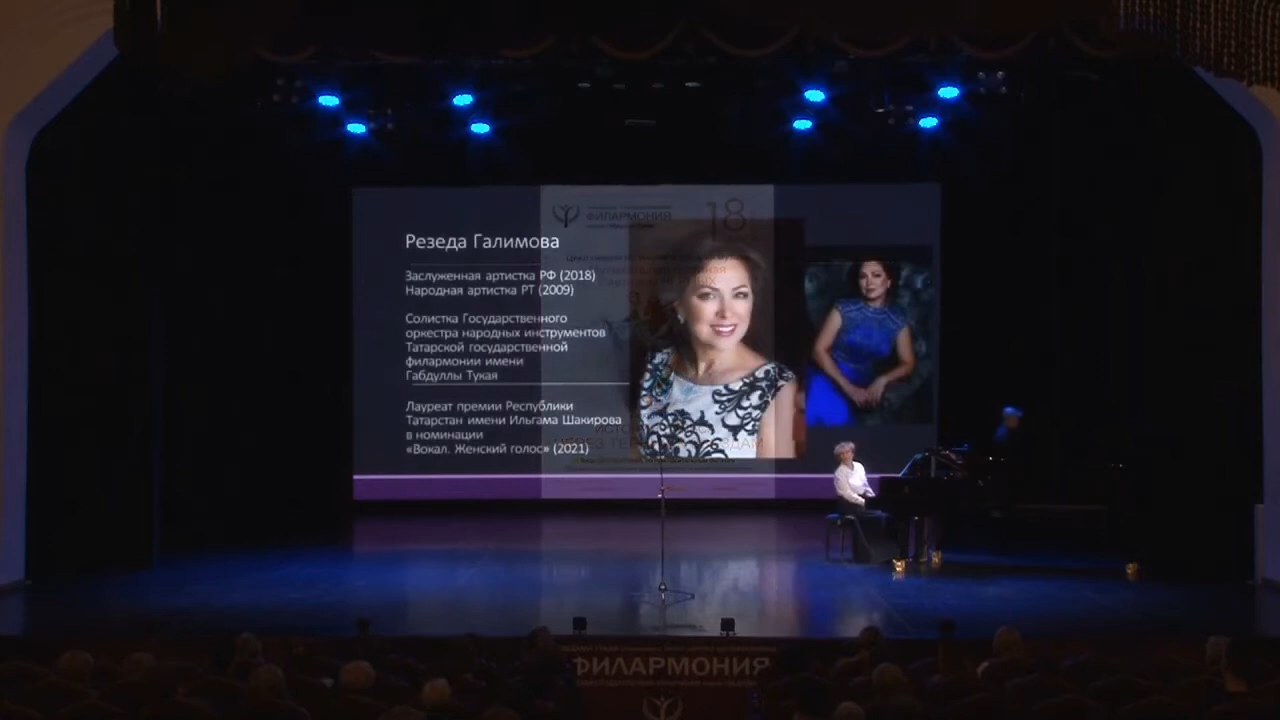 ФИЛАРМОНИЯ
18
Резеда Галимова
Заслуженная артистка РФ (2018)
Народная артистка РТ (2009)
Солистка Государственного
оркестра народных инструментов
Татарской государственной
филармонии имени
Габдуллы Тукая
Лауреат премии Республики
Татарстан имени Ильгама Шакирова
в номинации
«Вокал. Женский голос» (2021)
ФИЛАРМОНИЯ